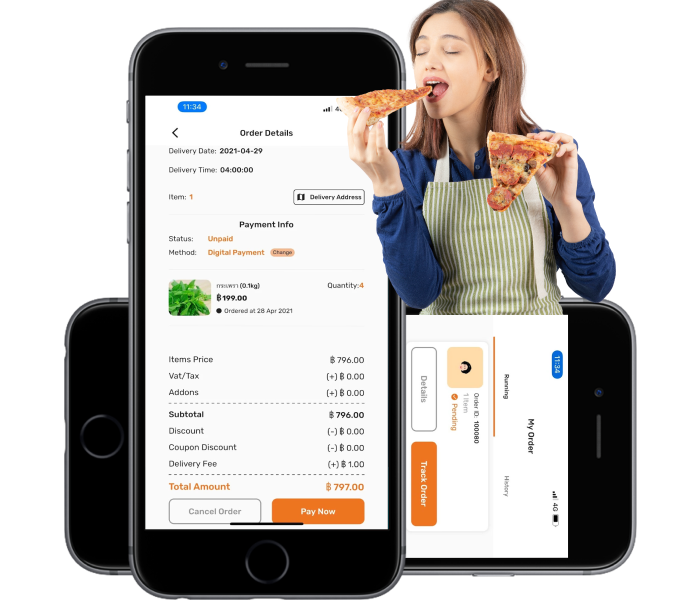 11:34
Order Details
Delivery Date: 2021-04-29
Delivery Time: 04:00:00
Item: 1
Delivery Address
Payment Info
Status: Unpaid
Method: Digital Payment Change
กะเพรา (0.1kg)
Quantity:4
฿ 199.00
Ordered at 28 Apr 2021
Items Price ฿ 796.00
Vat/Tax (+) ฿ 0.00
Addons (+) ฿ 0.00
Subtotal ฿ 796.00
Discount (-) ฿ 0.00
Coupon Discount (-) ฿ 0.00
Delivery Fee (+) ฿ 1.00
Total Amount ฿ 797.00
Cancel Order Pay Now
11:34
4G
My Order
Running
History
Order ID: 100080
1 Item
Pending
Details
Track Order